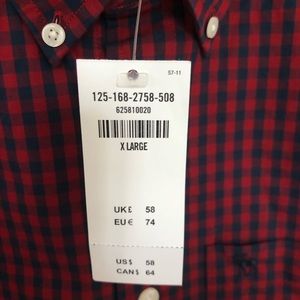 57-11
125-168-2758-508
625810020
X LARGE
UK£ 58
EU€ 74
US$ 58
CAN$ 64